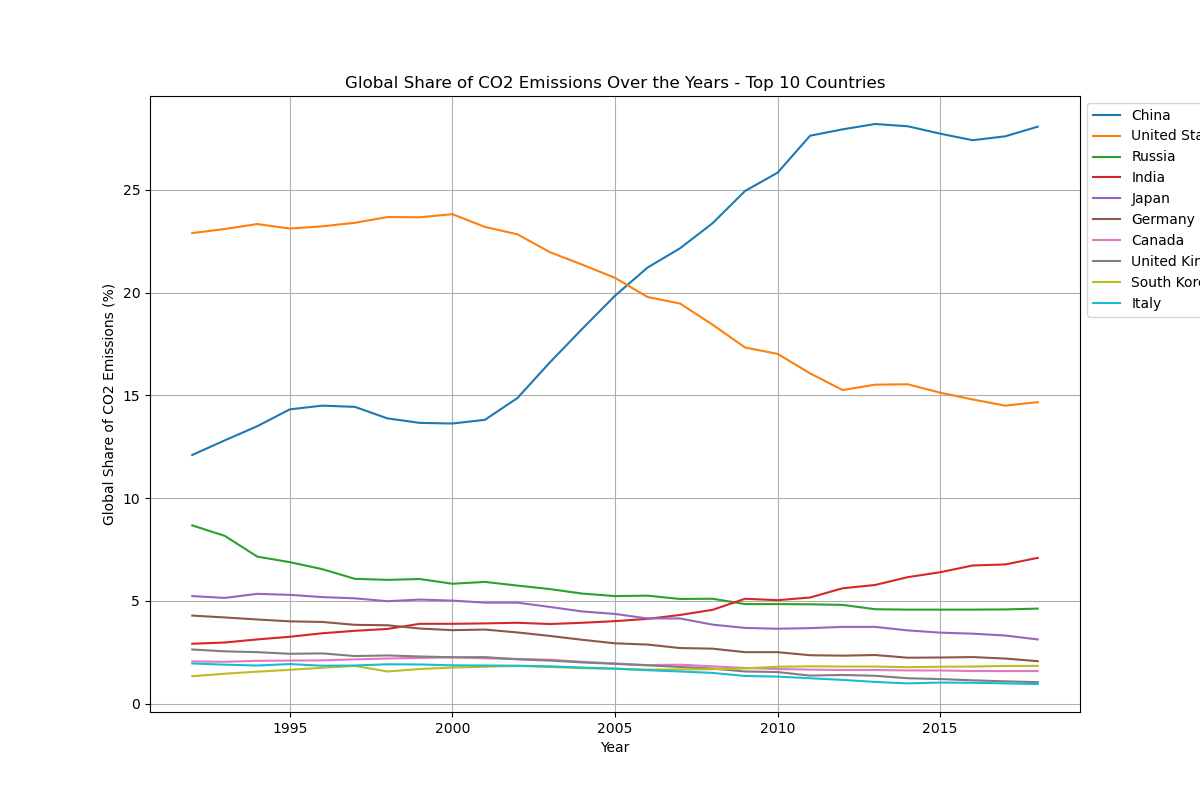 Global Share of CO2 Emissions Over the Years - Top 10 Countries
Global Share of CO2 Emissions (%)
25
20
15
10
5
0
1995
2000
2005
2010
2015
Year
China
United Sta
Russia
India
Japan
Germany
Canada
United Kin
South Kor
Italy